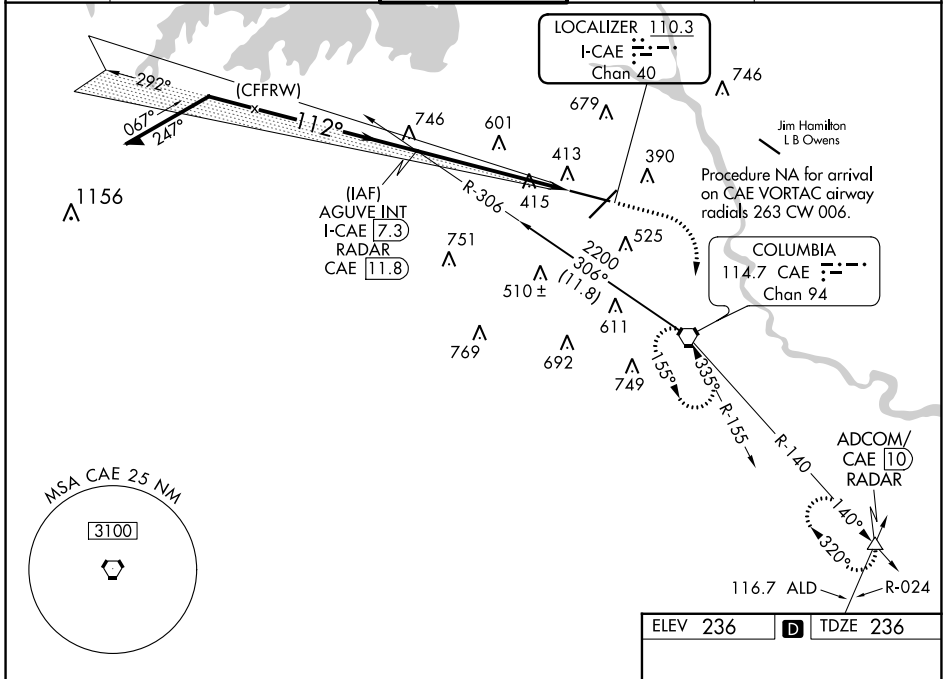 LOCALIZER 110.3
I-CAE
Chan 40
292°
(CFFRW)
067°
247°
112°
746
601
679
746
413
390
415
Jim Hamilton
L B Owens
Procedure NA for arrival
on CAE VORTAC airway
radials 263 CW 006.
1156
(IAF)
AGUVE INT
I-CAE 7.3
RADAR
CAE 11.8
R-306
751
525
2200
306°
(11.8)
510 ±
COLUMBIA
114.7 CAE
Chan 94
611
769
692
749
155°
335°
R-155
R-140
ADCOM/
CAE 10
RADAR
140°
320°
MSA CAE 25 NM
3100
116.7 ALD
R-024
ELEV 236
D
TDZE 236